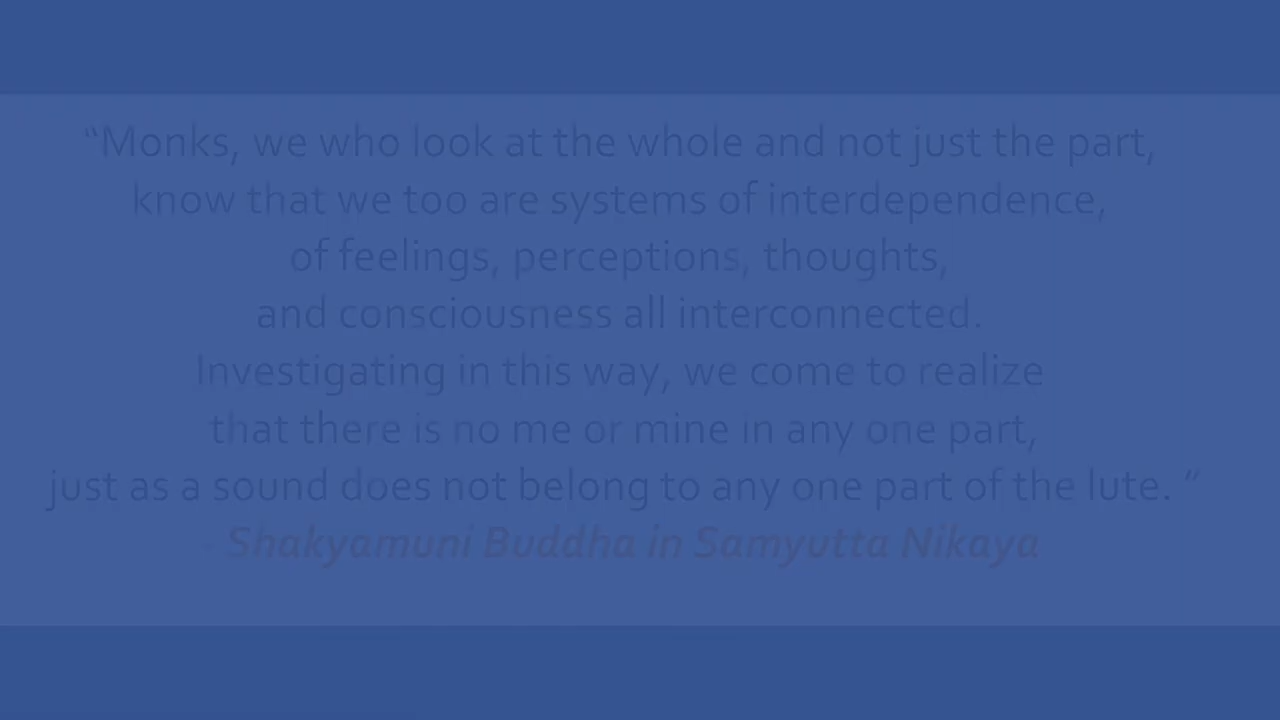 “Monks, we who look at the whole and not just the part,
know that we too are systems of interdependence,
of feelings, perceptions, thoughts,
and consciousness all interconnected.
Investigating in this way, we come to realize
that there is no me or mine in any one part,
just as a sound does not belong to any one part of the lute. ”
- Shakyamuni Buddha in Samyutta Nikaya